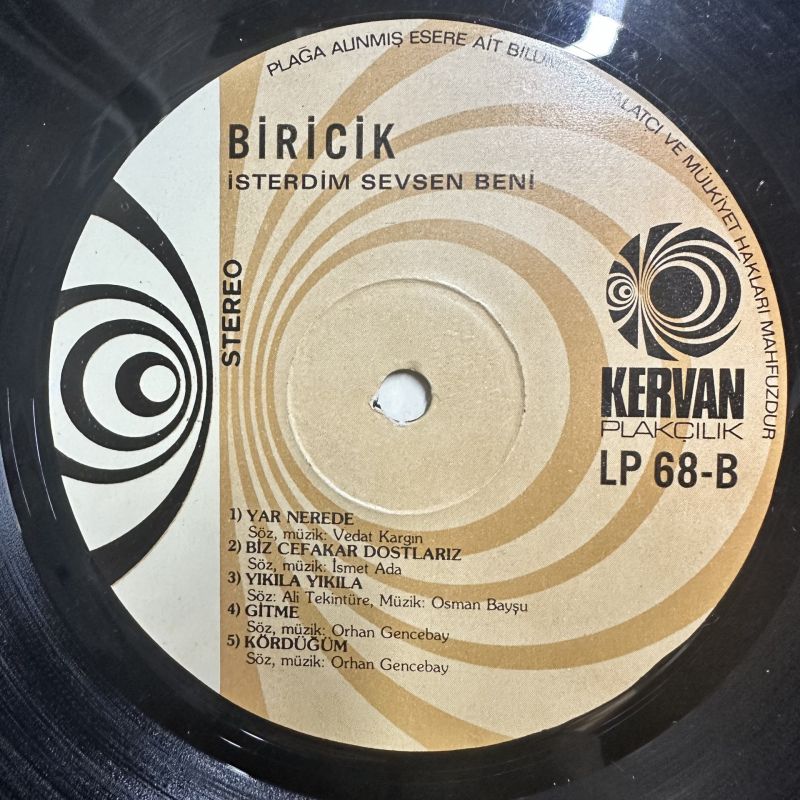 PLAĞA ALINMIŞ ESERE AİT VE MÜLKİYET HAKLARI MAHFUZDUR
BİRİCİK
İSTERDİM SEVSEN BENİ
STEREO
KERVAN
PLAKÇILIK
LP 68-B
1) YAR NEREDE
Söz, müzik: Vedat Kargın
2) BİZ CEFAKAR DOSTLARIZ
Söz, müzik: İsmet Ada
3) YIKILA YIKILA
Söz: Ali Tekintüre, Müzik: Osman Bayşu
4) GİTME
Söz, müzik: Orhan Gencebay
5) KÖRDÜĞÜM
Söz, müzik: Orhan Gencebay